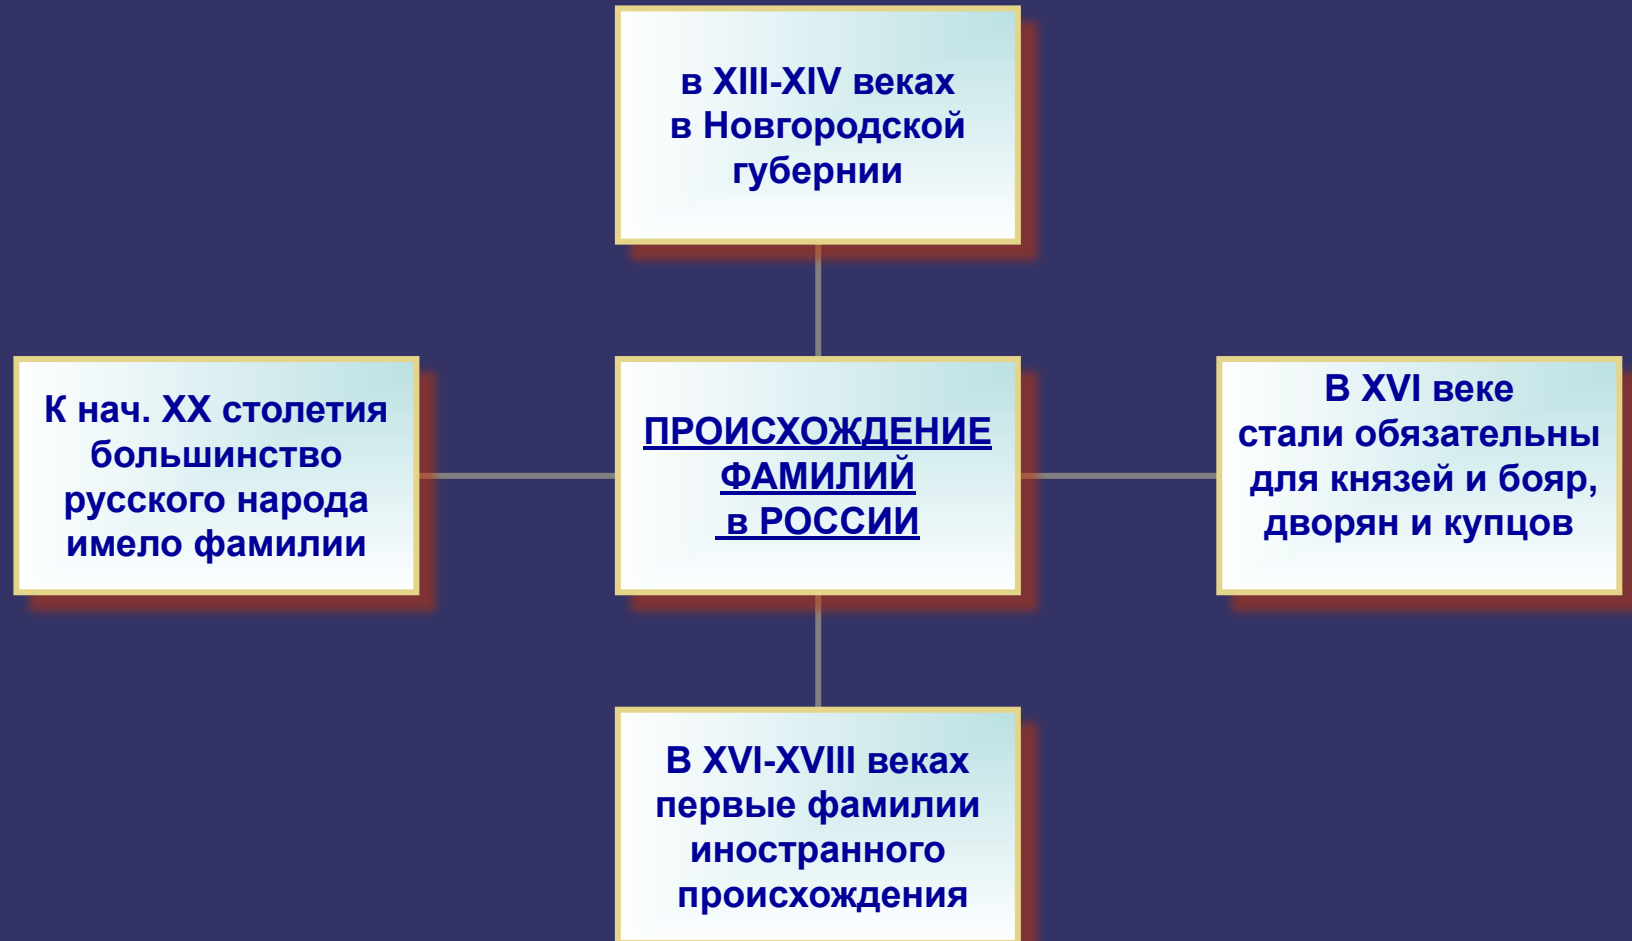 в XIII-XIV веках
в Новгородской
губернии
К нач. XX столетия
большинство
русского народа
имело фамилии
ПРОИСХОЖДЕНИЕ
ФАМИЛИЙ
в РОССИИ
В XVI веке
стали обязательны
для князей и бояр,
дворян и купцов
В XVI-XVIII веках
первые фамилии
иностранного
происхождения